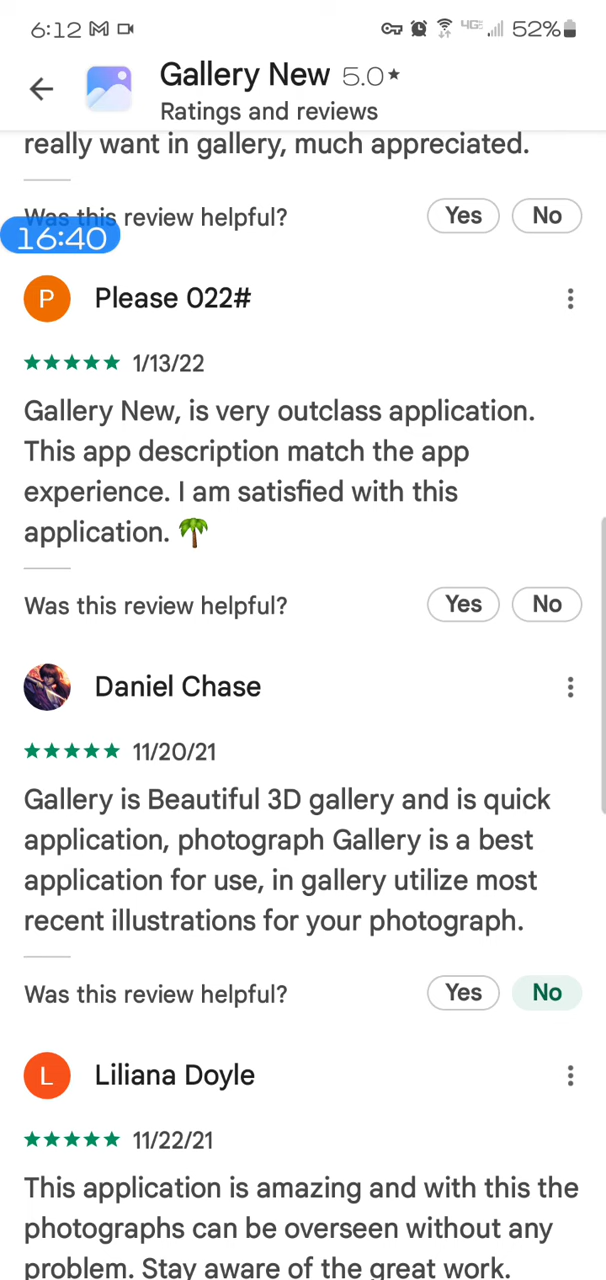 6:12 52%
4GE
Gallery New 5.0★
Ratings and reviews
really want in gallery, much appreciated.
Was this review helpful? Yes No
16:40
P Please 022#
★★★★★ 1/13/22
Gallery New, is very outclass application.
This app description match the app
experience. I am satisfied with this
application. 🌴
Was this review helpful? Yes No
Daniel Chase
★★★★★ 11/20/21
Gallery is Beautiful 3D gallery and is quick
application, photograph Gallery is a best
application for use, in gallery utilize most
recent illustrations for your photograph.
Was this review helpful? Yes No
L Liliana Doyle
★★★★★ 11/22/21
This application is amazing and with this the
photographs can be overseen without any
problem. Stay aware of the great work.